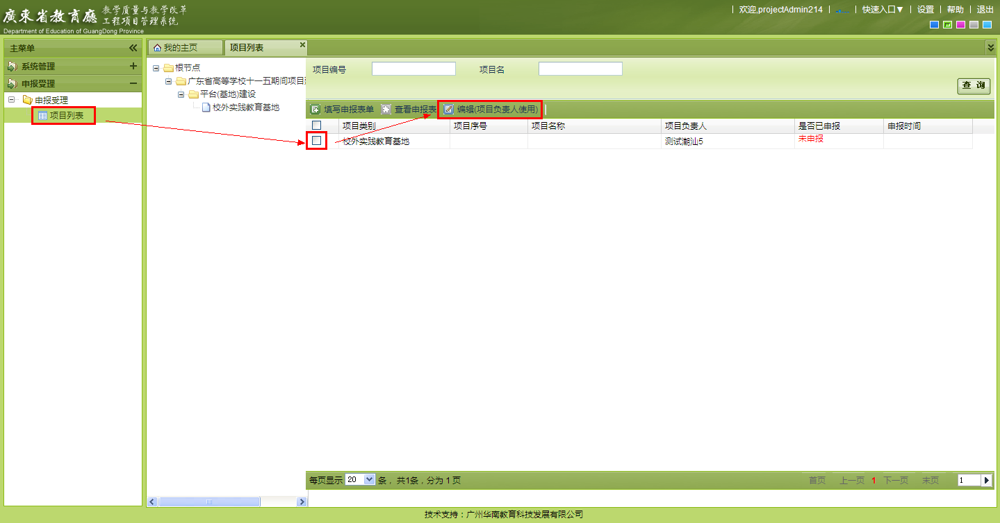 廣東省教育廳
教学质量与教学改革
工程项目管理系统
Department of Education of GuangDong Province
欢迎,projectAdmin214
快速入口▼
设置
帮助
退出
主菜单
系统管理
申报受理
申报受理
项目列表
我的主页
项目列表
根节点
广东省高等学校十一五期间项目
平台(基地)建设
校外实践教育基地
项目编号
项目名
查 询
填写申报表单 查看申报表 编辑(项目负责人使用)
项目类别 项目序号 项目名称 项目负责人 是否已申报 申报时间
校外实践教育基地 测试潮汕5 未申报
每页显示 20 条， 共1条 , 分为 1 页
首页 上一页 1 下一页 末页 1
技术支持：广州华南教育科技发展有限公司